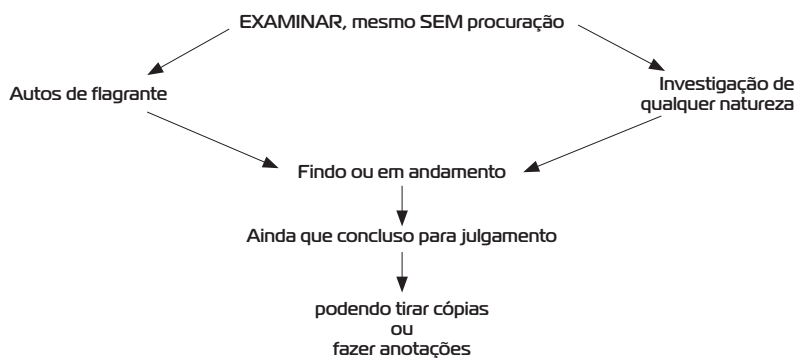 EXAMINAR, mesmo SEM procuração
Autos de flagrante
Investigação de
qualquer natureza
Findo ou em andamento
Ainda que concluso para julgamento
podendo tirar cópias
ou
fazer anotações